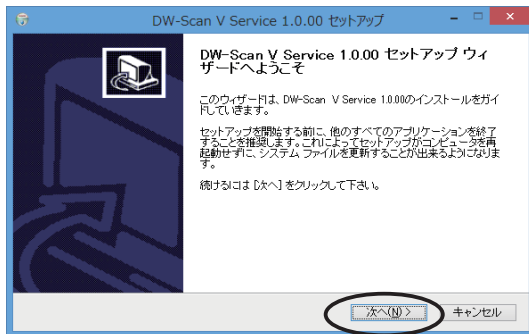 DW-Scan V Service 1.0.00 セットアップ
DW-Scan V Service 1.0.00 セットアップ ウィ
ザードへようこそ
このウィザードは、DW-Scan V Service 1.0.00のインストールをガイ
ドしていきます。
セットアップを開始する前に、他のすべてのアプリケーションを終了
することを推奨します。これによってセットアップがコンピュータを再
起動せずに、システム ファイルを更新することが出来るようになりま
す。
続けるには [次へ] をクリックして下さい。
次へ(N) >
キャンセル